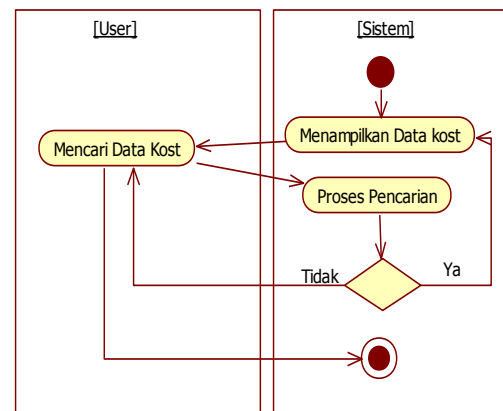 [User]
[Sistem]
Menampilkan Data kost
Mencari Data Kost
Proses Pencarian
Tidak
Ya